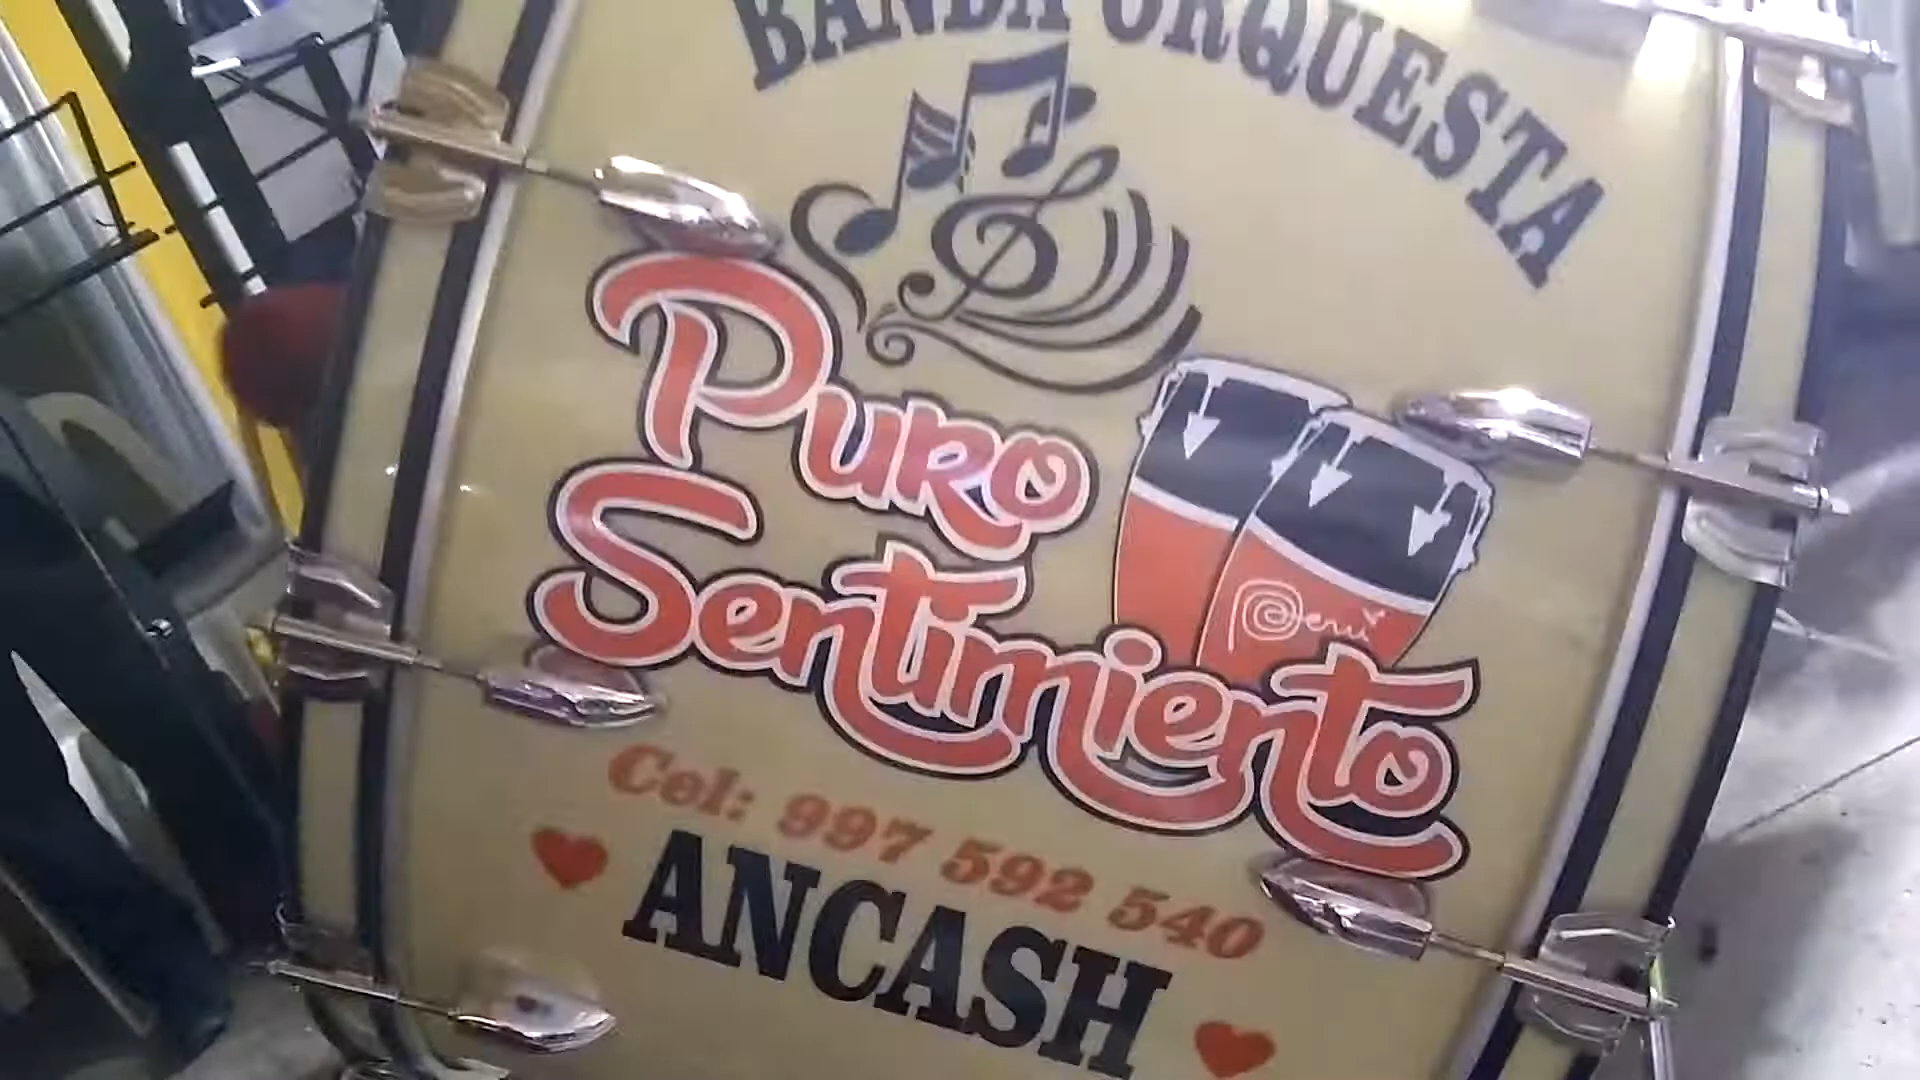 BANDA ORQUESTA
Puro
Sentimiento
Perú
Cel: 997 592 540
ANCASH